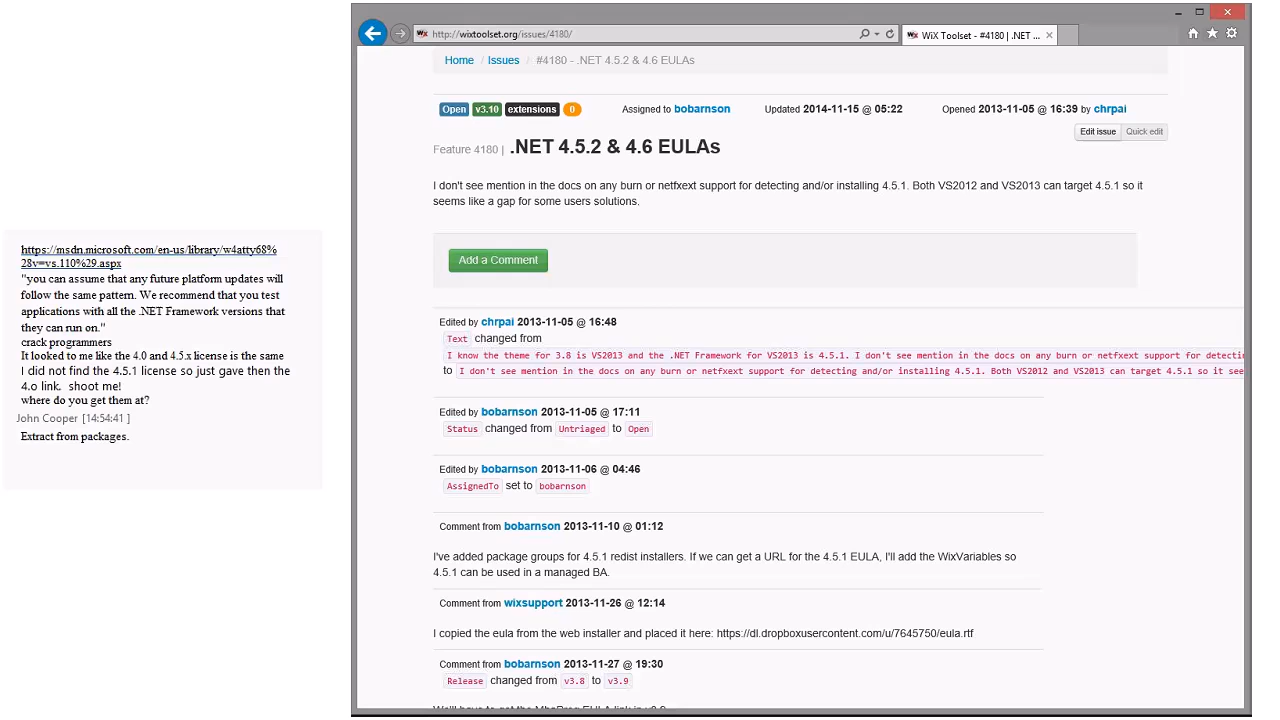 https://msdn.microsoft.com/en-us/library/w4atty68%
28v=vs.110%29.aspx
"you can assume that any future platform updates will
follow the same pattern. We recommend that you test
applications with all the .NET Framework versions that
they can run on."
crack programmers
It looked to me like the 4.0 and 4.5.x license is the same
I did not find the 4.5.1 license so just gave then the
4.o link.  shoot me!
where do you get them at?
John Cooper [14:54:41 ]
Extract from packages.
http://wixtoolset.org/issues/4180/
WiX Toolset - #4180 | .NET ...
Home / Issues / #4180 - .NET 4.5.2 & 4.6 EULAs
Open v3.10 extensions 0 Assigned to bobarnson Updated 2014-11-15 @ 05:22 Opened 2013-11-05 @ 16:39 by chrpai
Edit issue Quick edit
Feature 4180 | .NET 4.5.2 & 4.6 EULAs
I don't see mention in the docs on any burn or netfxext support for detecting and/or installing 4.5.1. Both VS2012 and VS2013 can target 4.5.1 so it
seems like a gap for some users solutions.
Add a Comment
Edited by chrpai 2013-11-05 @ 16:48
Text changed from
I know the theme for 3.8 is VS2013 and the .NET Framework for VS2013 is 4.5.1. I don't see mention in the docs on any burn or netfxext support for detectin
to I don't see mention in the docs on any burn or netfxext support for detecting and/or installing 4.5.1. Both VS2012 and VS2013 can target 4.5.1 so it see
Edited by bobarnson 2013-11-05 @ 17:11
Status changed from Untriaged to Open
Edited by bobarnson 2013-11-06 @ 04:46
AssignedTo set to bobarnson
Comment from bobarnson 2013-11-10 @ 01:12
I've added package groups for 4.5.1 redist installers. If we can get a URL for the 4.5.1 EULA, I'll add the WixVariables so
4.5.1 can be used in a managed BA.
Comment from wixsupport 2013-11-26 @ 12:14
I copied the eula from the web installer and placed it here: https://dl.dropboxusercontent.com/u/7645750/eula.rtf
Comment from bobarnson 2013-11-27 @ 19:30
Release changed from v3.8 to v3.9